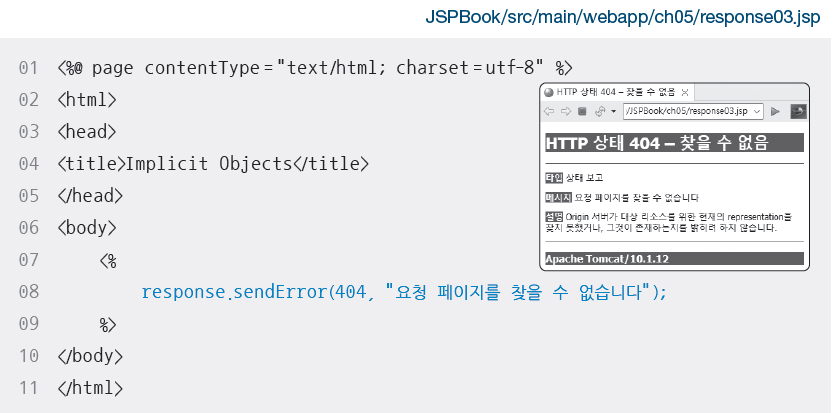 JSPBook/src/main/webapp/ch05/response03.jsp
01 <%@ page contentType="text/html; charset=utf-8" %>
02 <html>
03 <head>
04 <title>Implicit Objects</title>
05 </head>
06 <body>
07 <%
08 response.sendError(404, "요청 페이지를 찾을 수 없습니다");
09 %>
10 </body>
11 </html>
HTTP 상태 404 – 찾을 수 없음
/JSPBook/ch05/response03.jsp
HTTP 상태 404 – 찾을 수 없음
타입 상태 보고
메시지 요청 페이지를 찾을 수 없습니다
설명 Origin 서버가 대상 리소스를 위한 현재의 representation을
찾지 못했거나, 그것이 존재하는지를 밝히려 하지 않습니다.
Apache Tomcat/10.1.12